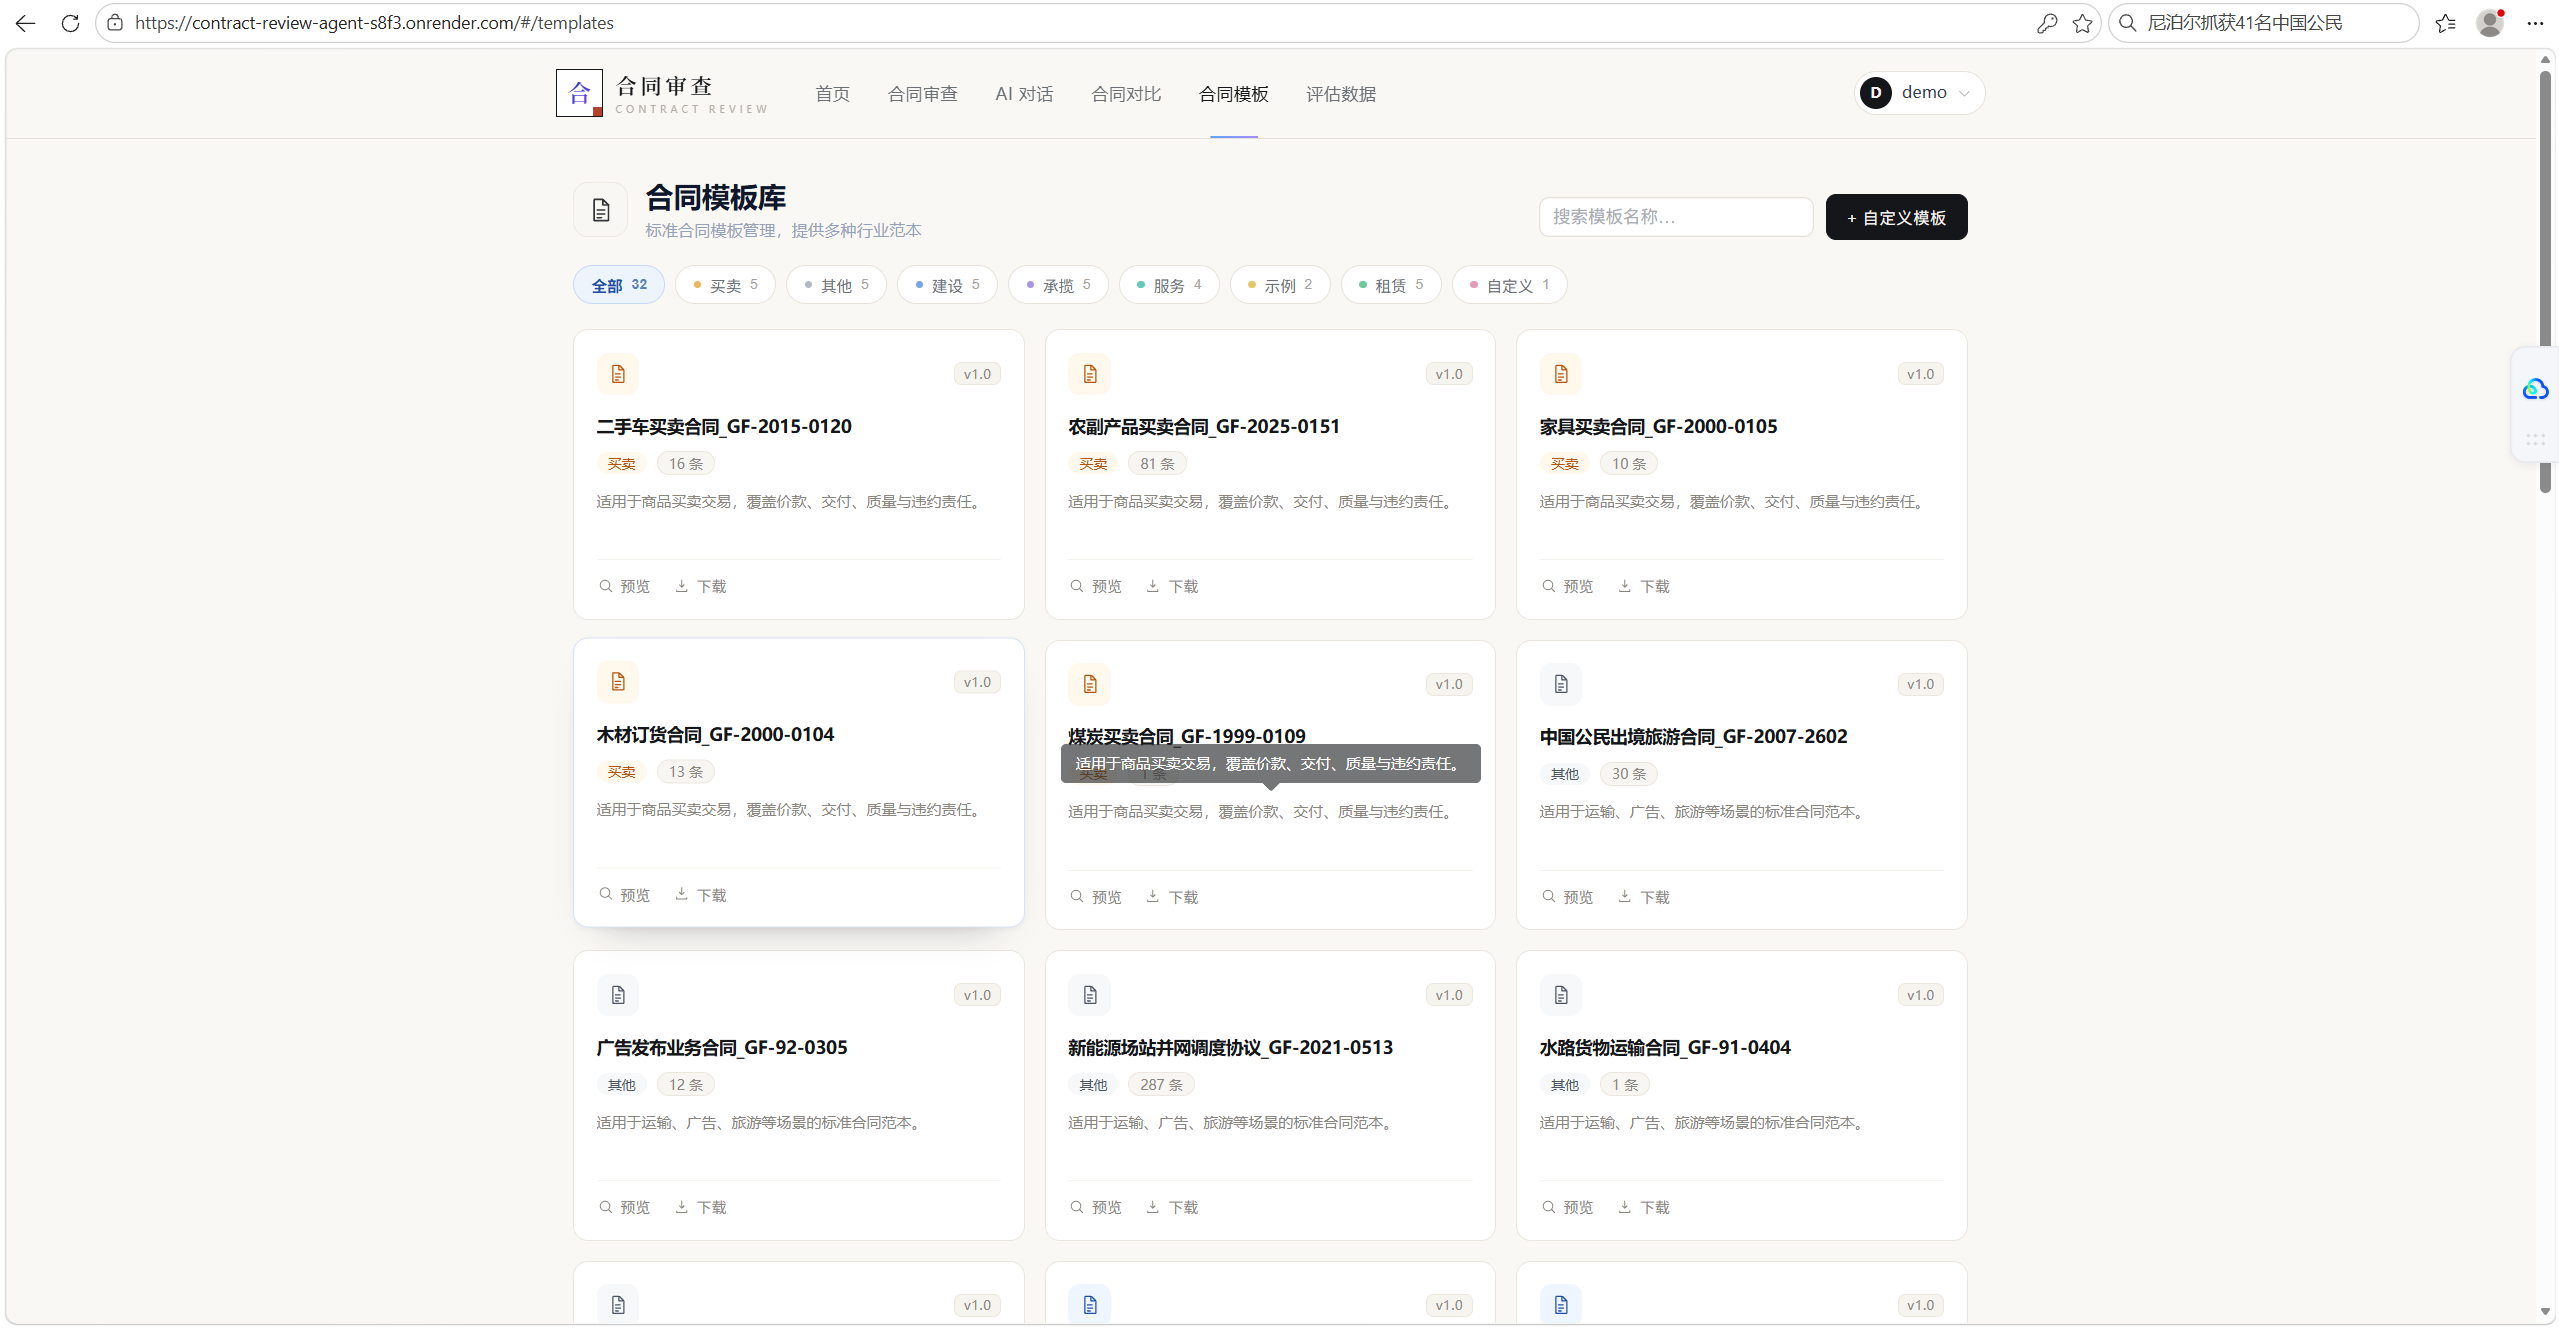 https://contract-review-agent-s8f3.onrender.com/#/templates
尼泊尔抓获41名中国公民
合
合同审查
CONTRACT REVIEW
首页
合同审查
AI 对话
合同对比
合同模板
评估数据
D
demo
合同模板库
标准合同模板管理，提供多种行业范本
搜索模板名称…
+ 自定义模板
全部 32
买卖 5
其他 5
建设 5
承揽 5
服务 4
示例 2
租赁 5
自定义 1
v1.0
二手车买卖合同_GF-2015-0120
买卖 16 条
适用于商品买卖交易，覆盖价款、交付、质量与违约责任。
预览 下载
v1.0
农副产品买卖合同_GF-2025-0151
买卖 81 条
适用于商品买卖交易，覆盖价款、交付、质量与违约责任。
预览 下载
v1.0
家具买卖合同_GF-2000-0105
买卖 10 条
适用于商品买卖交易，覆盖价款、交付、质量与违约责任。
预览 下载
v1.0
木材订货合同_GF-2000-0104
买卖 13 条
适用于商品买卖交易，覆盖价款、交付、质量与违约责任。
预览 下载
v1.0
煤炭买卖合同_GF-1999-0109
适用于商品买卖交易，覆盖价款、交付、质量与违约责任。
买卖 1 条
适用于商品买卖交易，覆盖价款、交付、质量与违约责任。
预览 下载
v1.0
中国公民出境旅游合同_GF-2007-2602
其他 30 条
适用于运输、广告、旅游等场景的标准合同范本。
预览 下载
v1.0
广告发布业务合同_GF-92-0305
其他 12 条
适用于运输、广告、旅游等场景的标准合同范本。
预览 下载
v1.0
新能源场站并网调度协议_GF-2021-0513
其他 287 条
适用于运输、广告、旅游等场景的标准合同范本。
预览 下载
v1.0
水路货物运输合同_GF-91-0404
其他 1 条
适用于运输、广告、旅游等场景的标准合同范本。
预览 下载
v1.0
v1.0
v1.0